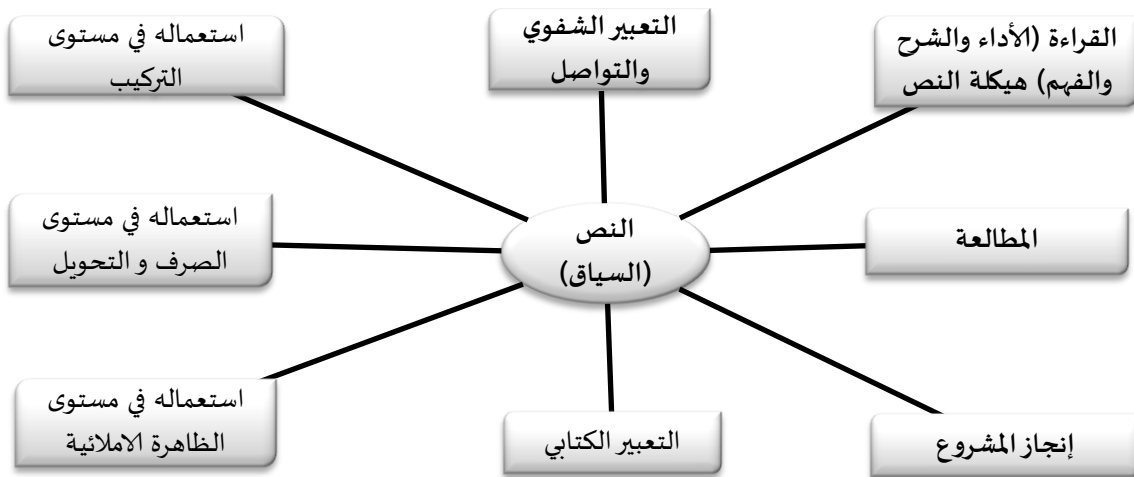 القراءة (الأداء والشرح
والفهم) هيكلة النص
التعبير الشفوي
والتواصل
استعماله في مستوى
التركيب
المطالعة
النص
(السياق)
استعماله في مستوى
الصرف و التحويل
إنجاز المشروع
التعبير الكتابي
استعماله في مستوى
الظاهرة الاملائية